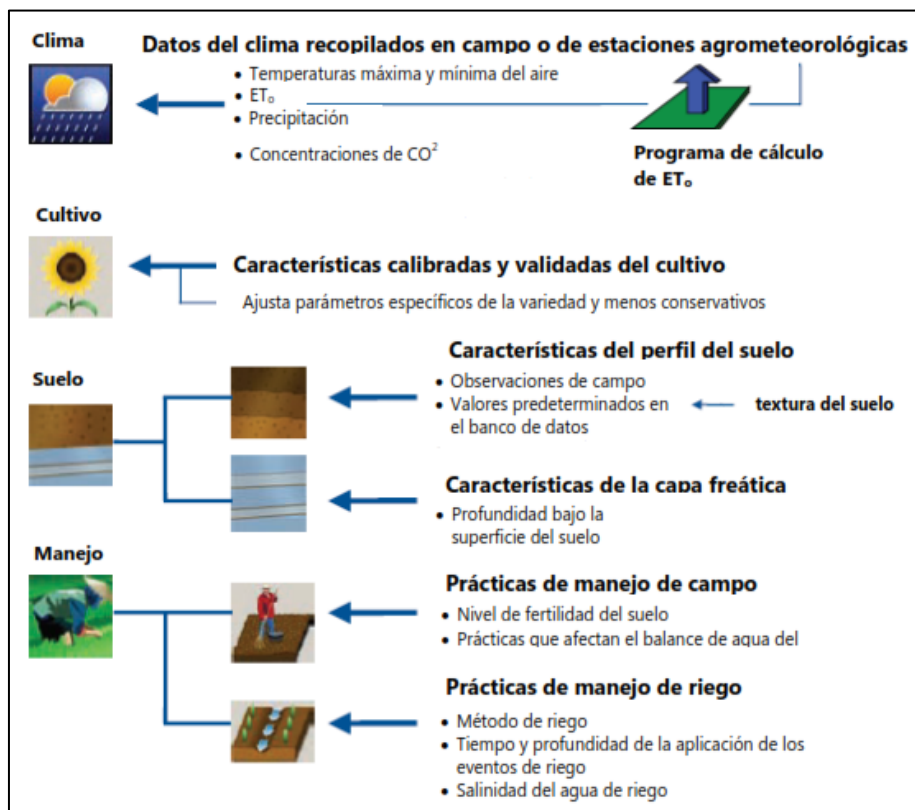 Clima
Datos del clima recopilados en campo o de estaciones agrometeorológicas
• Temperaturas máxima y mínima del aire
• ETₒ
• Precipitación
• Concentraciones de CO²
Programa de cálculo
de ETₒ
Cultivo
Características calibradas y validadas del cultivo
Ajusta parámetros específicos de la variedad y menos conservativos
Suelo
Características del perfil del suelo
• Observaciones de campo
• Valores predeterminados en
el banco de datos
textura del suelo
Características de la capa freática
• Profundidad bajo la
superficie del suelo
Manejo
Prácticas de manejo de campo
• Nivel de fertilidad del suelo
• Prácticas que afectan el balance de agua del
Prácticas de manejo de riego
• Método de riego
• Tiempo y profundidad de la aplicación de los
eventos de riego
• Salinidad del agua de riego